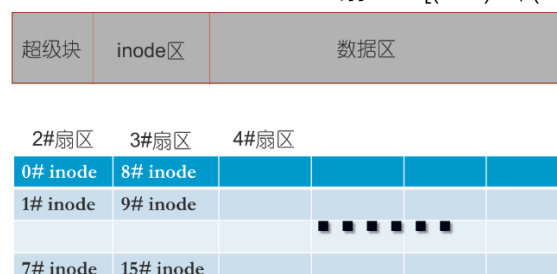 超级块 inode区 数据区
2#扇区 3#扇区 4#扇区
0# inode 8# inode
1# inode 9# inode
......
7# inode 15# inode